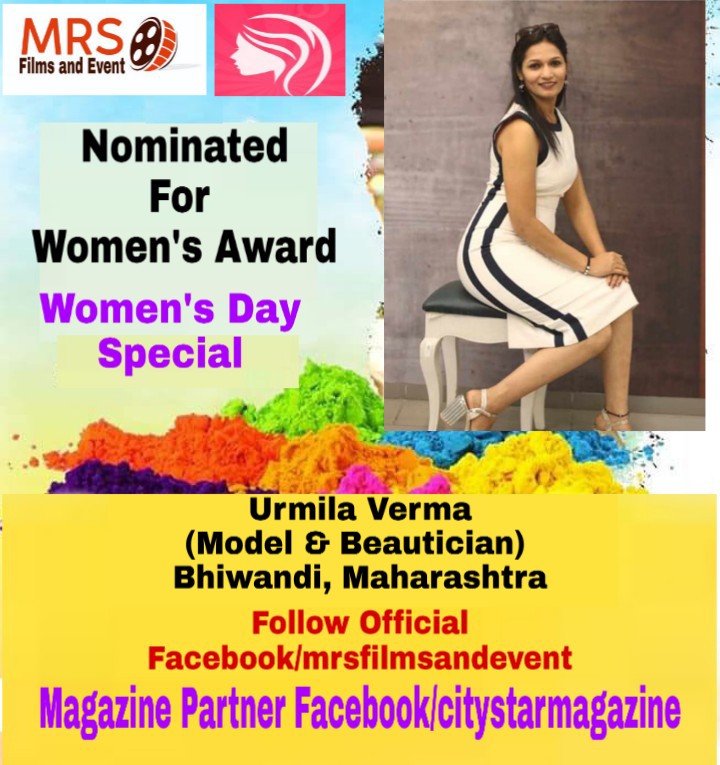 MRS
Films and Event
Nominated
For
Women's Award
Women's Day
Special
Urmila Verma
(Model & Beautician)
Bhiwandi, Maharashtra
Follow Official
Facebook/mrsfilmsandevent
Magazine Partner Facebook/citystarmagazine